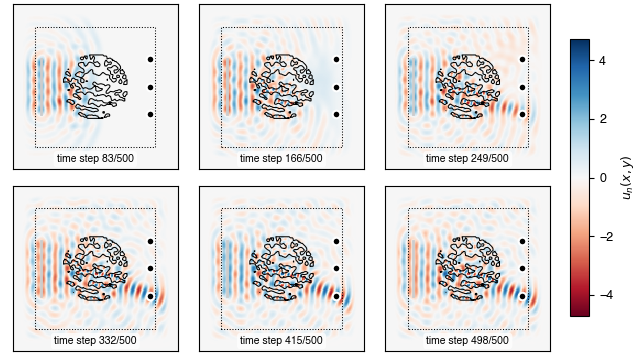 time step 83/500
time step 166/500
time step 249/500
time step 332/500
time step 415/500
time step 498/500
4
2
0
−2
−4
uₙ(x, y)